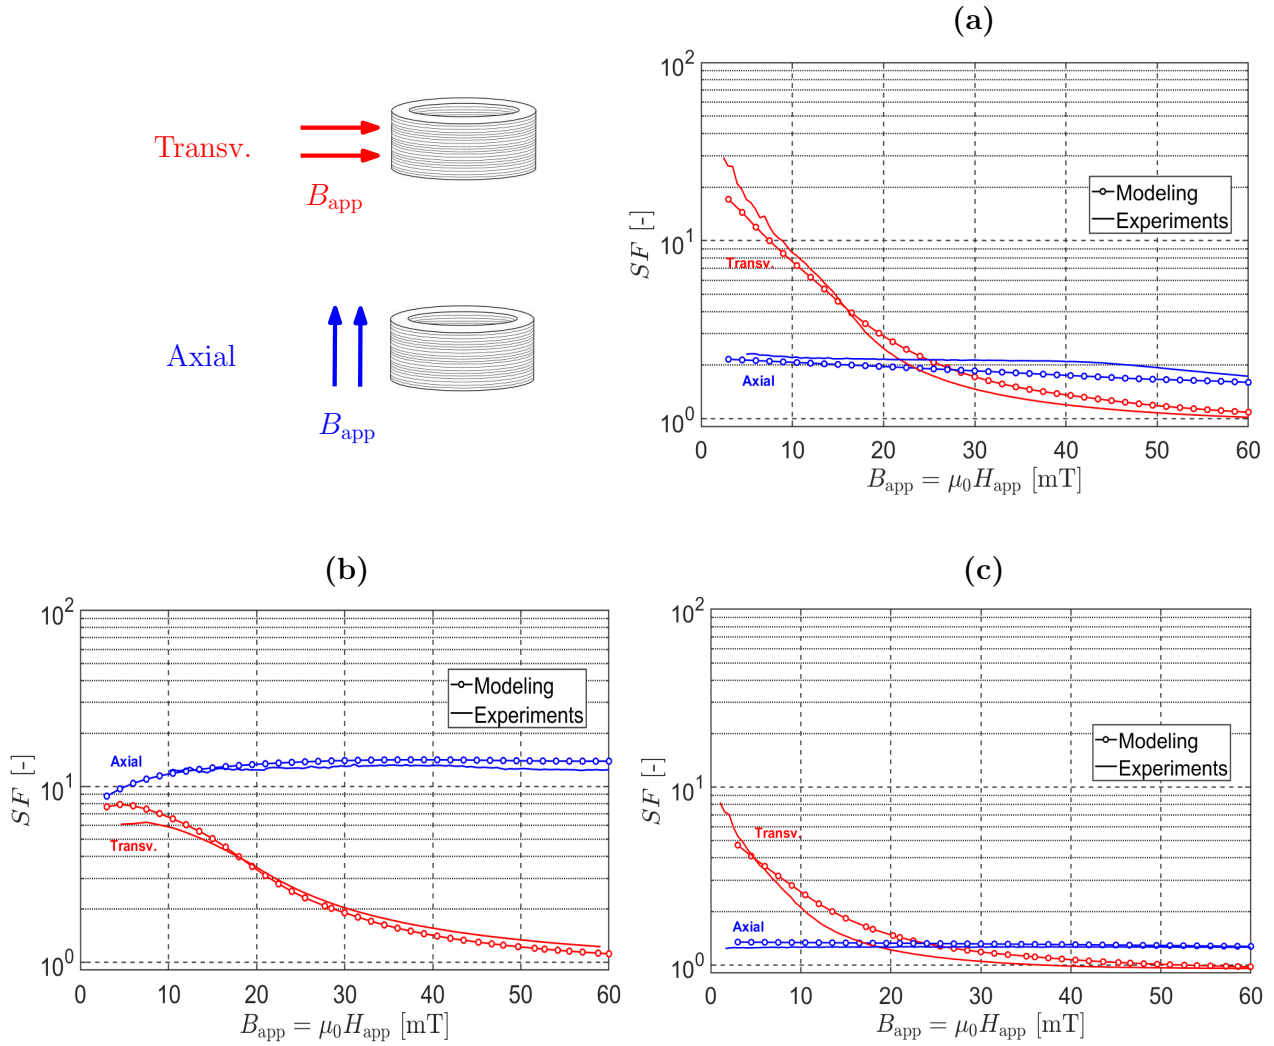 Transv.
B_app
Axial
B_app
(a)
10^2
10^1
10^0
SF [-]
Modeling
Experiments
Transv.
Axial
0 10 20 30 40 50 60
B_app = μ_0H_app [mT]
(b)
10^2
10^1
10^0
SF [-]
Modeling
Experiments
Axial
Transv.
0 10 20 30 40 50 60
B_app = μ_0H_app [mT]
(c)
10^2
10^1
10^0
SF [-]
Modeling
Experiments
Transv.
Axial
0 10 20 30 40 50 60
B_app = μ_0H_app [mT]